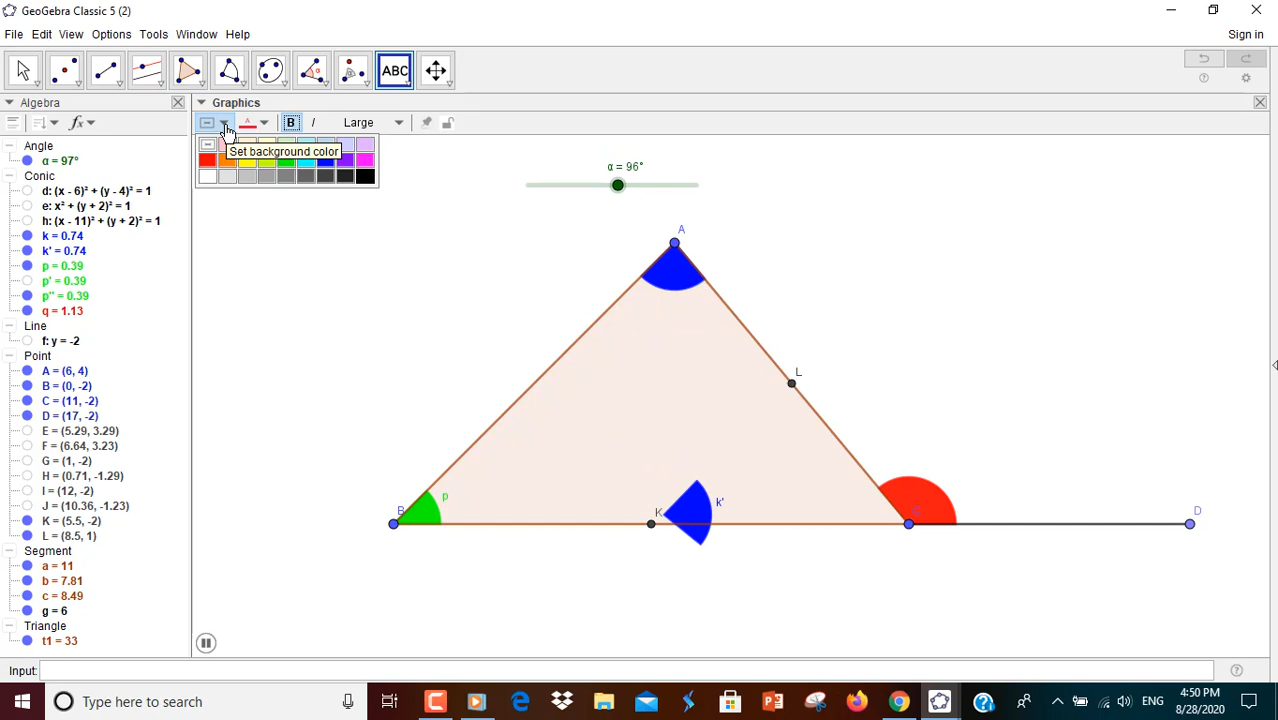 GeoGebra Classic 5 (2)
File Edit View Options Tools Window Help
Sign in
ABC
Algebra
Graphics
A
B
I
Large
Set background color
Angle
α = 97°
Conic
d: (x - 6)² + (y - 4)² = 1
e: x² + (y + 2)² = 1
h: (x - 11)² + (y + 2)² = 1
k = 0.74
k' = 0.74
p = 0.39
p' = 0.39
p'' = 0.39
q = 1.13
Line
f: y = -2
Point
A = (6, 4)
B = (0, -2)
C = (11, -2)
D = (17, -2)
E = (5.29, 3.29)
F = (6.64, 3.23)
G = (1, -2)
H = (0.71, -1.29)
I = (12, -2)
J = (10.36, -1.23)
K = (5.5, -2)
L = (8.5, 1)
Segment
a = 11
b = 7.81
c = 8.49
g = 6
Triangle
t1 = 33
α = 96°
A
L
p
B
K
k'
C
D
Input:
Type here to search
ENG
4:50 PM
8/28/2020